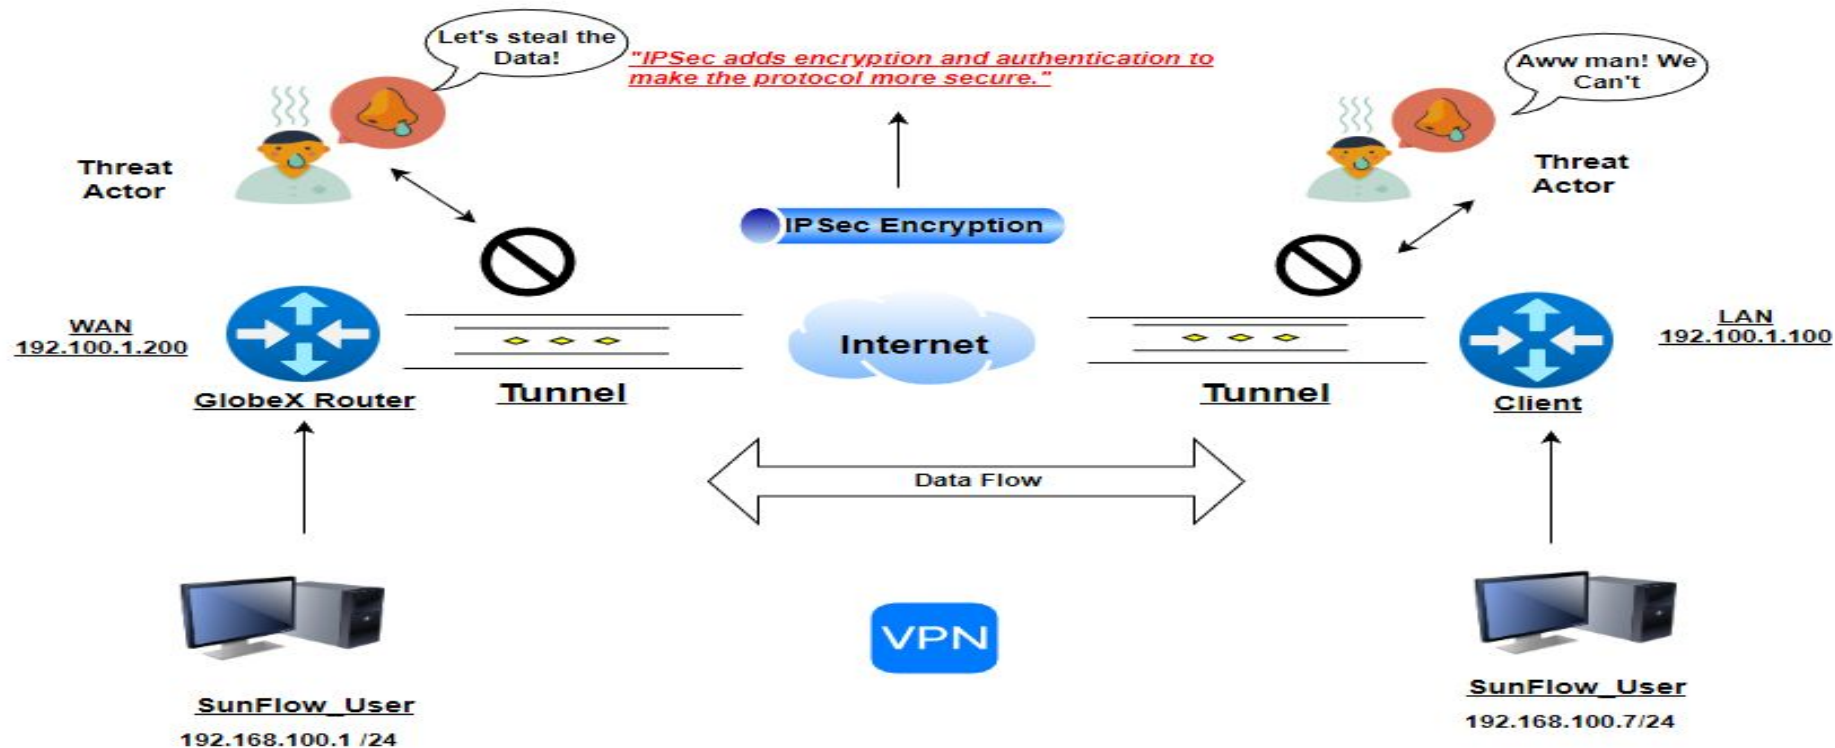 Let's steal the
Data!
"IPSec adds encryption and authentication to
make the protocol more secure."
Aww man! We
Can't
Threat
Actor
Threat
Actor
IPSec Encryption
WAN
192.100.1.200
Internet
LAN
192.100.1.100
GlobeX Router
Tunnel
Tunnel
Client
Data Flow
VPN
SunFlow_User
192.168.100.1 /24
SunFlow_User
192.168.100.7/24